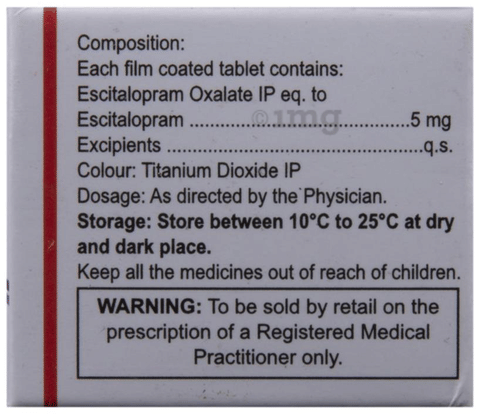 Composition:
Each film coated tablet contains:
Escitalopram Oxalate IP eq. to
Escitalopram ......................................5 mg
Excipients ...........................................q.s.
Colour: Titanium Dioxide IP
Dosage: As directed by the Physician.
Storage: Store between 10°C to 25°C at dry
and dark place.
Keep all the medicines out of reach of children.
WARNING: To be sold by retail on the
prescription of a Registered Medical
Practitioner only.
1mg